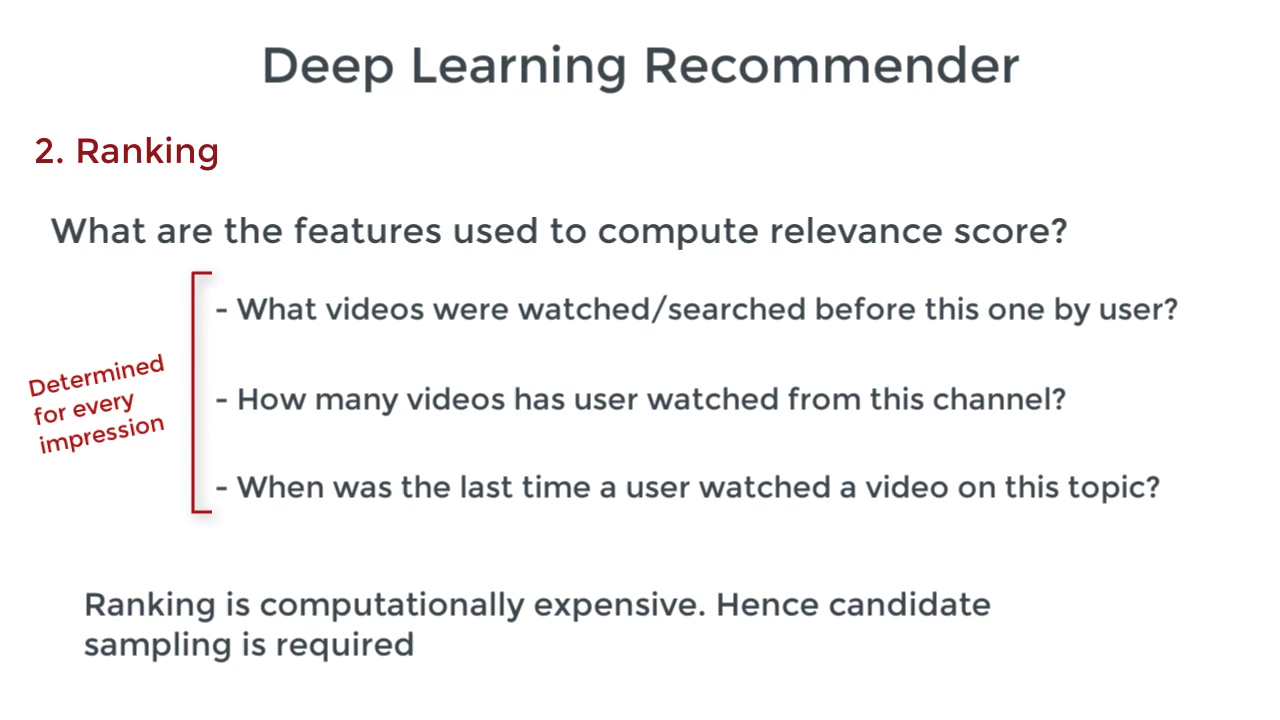 Deep Learning Recommender
2. Ranking
What are the features used to compute relevance score?
- What videos were watched/searched before this one by user?
Determined
for every
impression
- How many videos has user watched from this channel?
- When was the last time a user watched a video on this topic?
Ranking is computationally expensive. Hence candidate
sampling is required